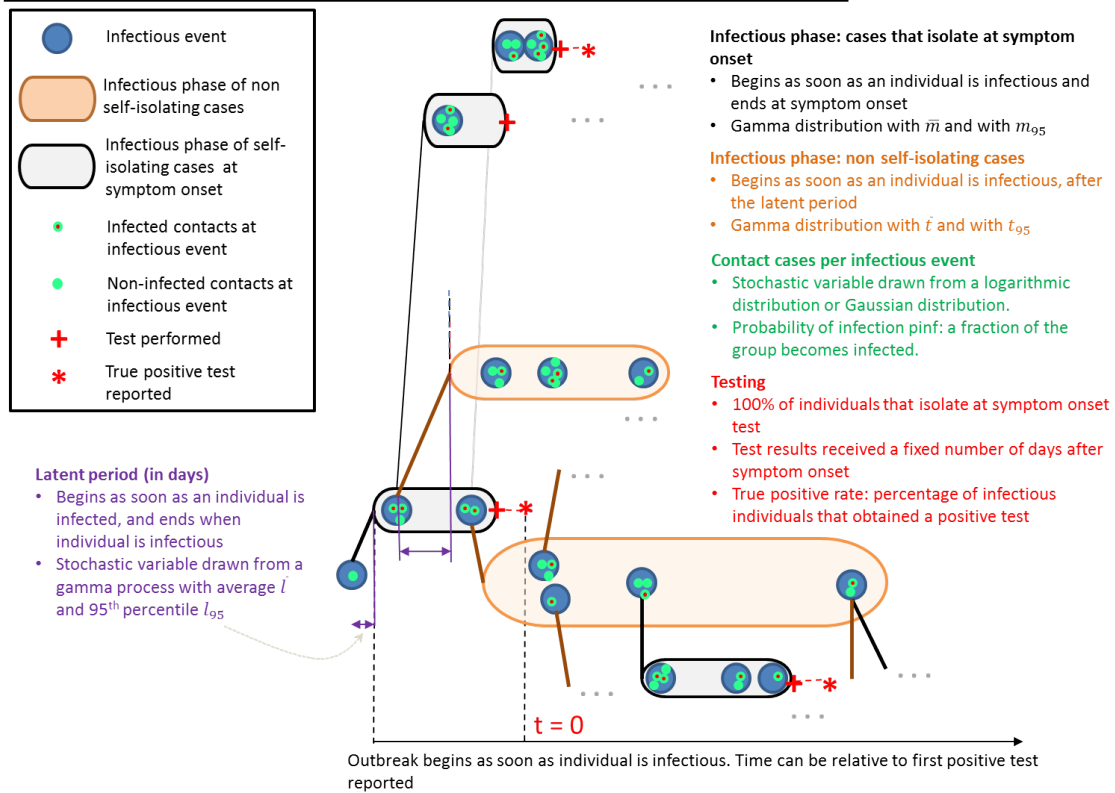 Infectious event
Infectious phase of non
self-isolating cases
Infectious phase of self-
isolating cases at
symptom onset
Infected contacts at
infectious event
Non-infected contacts at
infectious event
Test performed
True positive test
reported
Infectious phase: cases that isolate at symptom
onset
• Begins as soon as an individual is infectious and
ends at symptom onset
• Gamma distribution with m̅ and with m₉₅
Infectious phase: non self-isolating cases
• Begins as soon as an individual is infectious, after
the latent period
• Gamma distribution with t̄ and with t₉₅
Contact cases per infectious event
• Stochastic variable drawn from a logarithmic
distribution or Gaussian distribution.
• Probability of infection pinf: a fraction of the
group becomes infected.
Testing
• 100% of individuals that isolate at symptom onset
test
• Test results received a fixed number of days after
symptom onset
• True positive rate: percentage of infectious
individuals that obtained a positive test
Latent period (in days)
• Begins as soon as an individual is
infected, and ends when
individual is infectious
• Stochastic variable drawn from a
gamma process with average l̄
and 95th percentile l₉₅
t = 0
Outbreak begins as soon as individual is infectious. Time can be relative to first positive test
reported